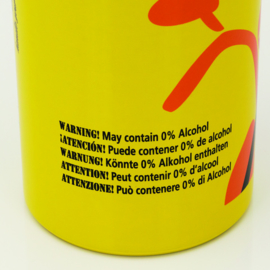 WARNING! May contain 0% Alcohol
¡ATENCIÓN! Puede contener 0% de alcohol
WARNUNG! Könnte 0% Alkohol enthalten
ATTENTION! Peut contenir 0% d'alcool
ATTENZIONE! Può contenere 0% di Alcohol